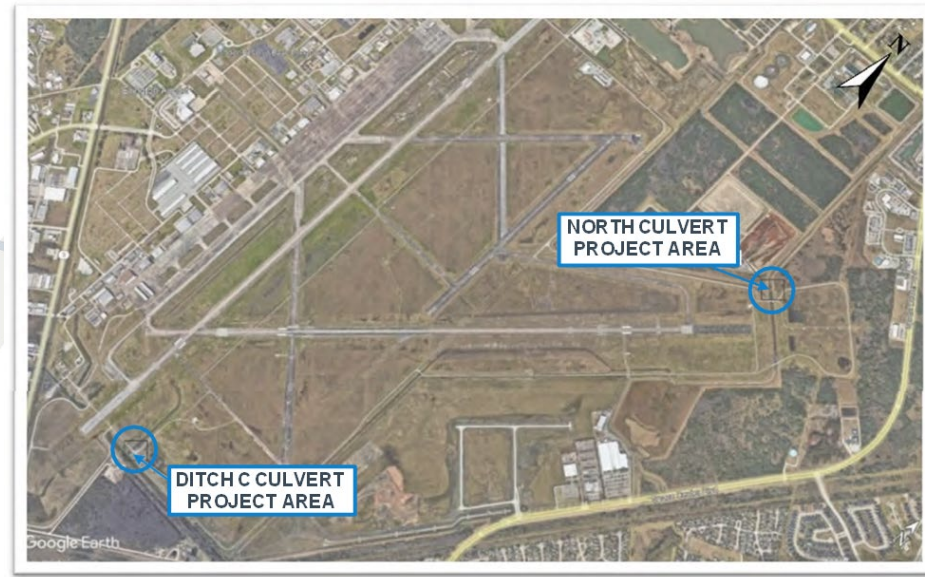 N
NORTH CULVERT
PROJECT AREA
DITCH C CULVERT
PROJECT AREA
Google Earth